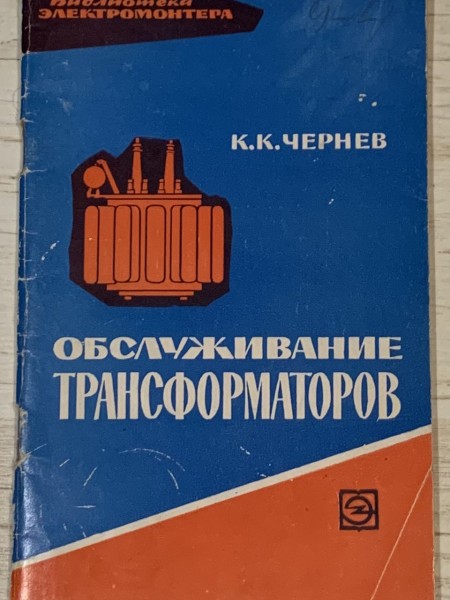 Библиотека
ЭЛЕКТРОМОНТЕРА
К.К.ЧЕРНЕВ
ОБСЛУЖИВАНИЕ
ТРАНСФОРМАТОРОВ